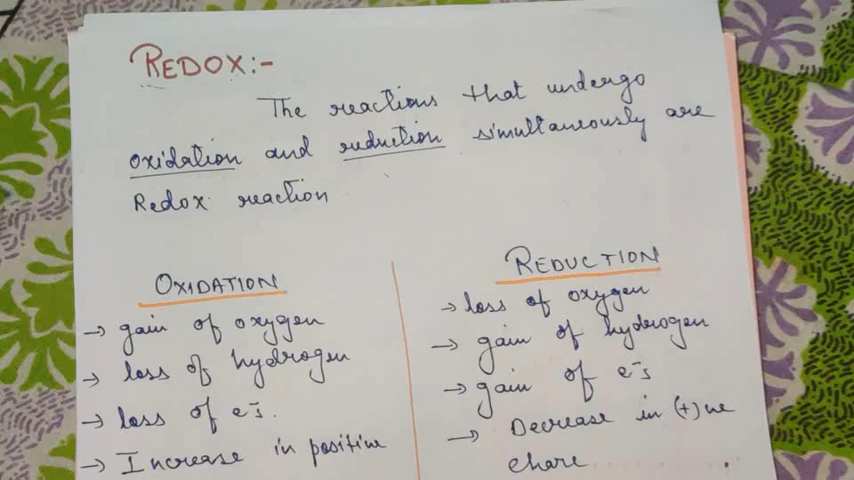 REDOX:-
The reactions that undergo
oxidation and reduction simultaneously are
Redox reaction
OXIDATION
→ gain of oxygen
→ loss of hydrogen
→ loss of e⁻s.
→ Increase in positive
REDUCTION
→ loss of oxygen
→ gain of hydrogen
→ gain of e⁻s
→ Decrease in (+)ve
chare